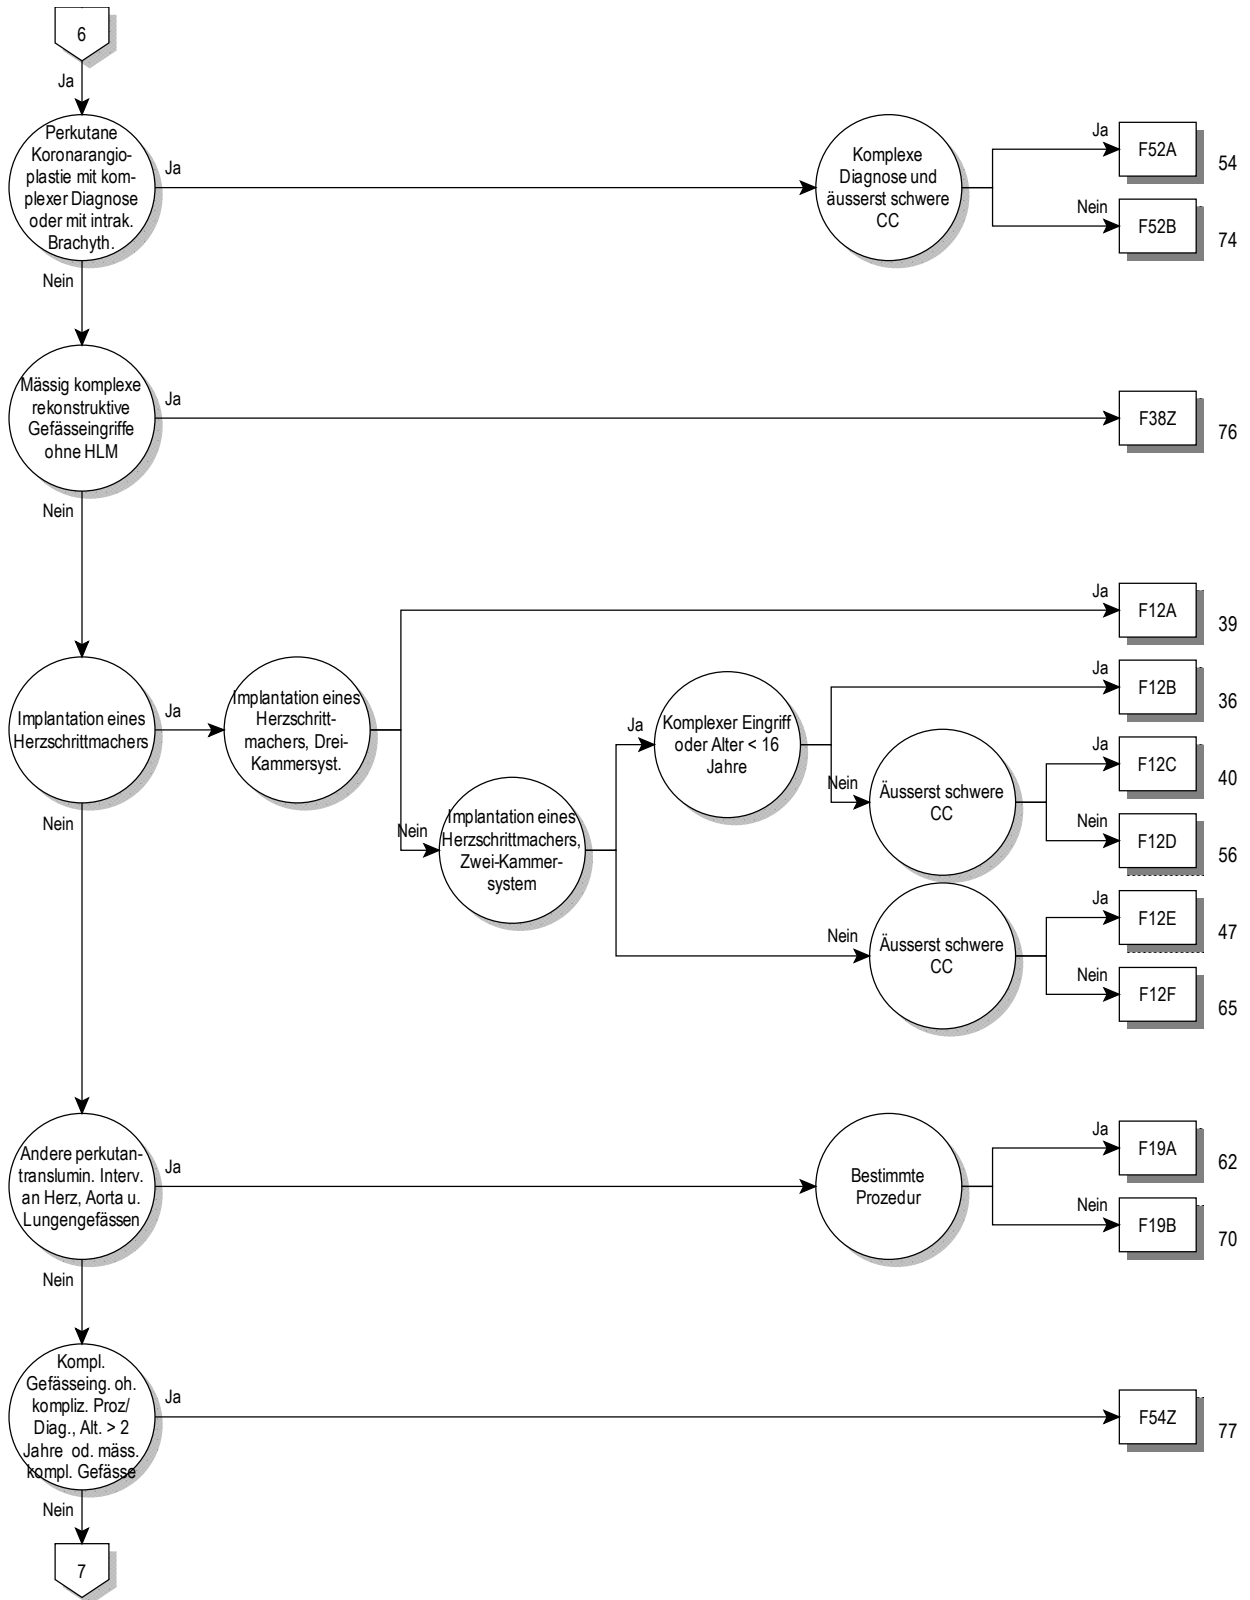 6
Ja
Perkutane
Koronarangio-
plastie mit kom-
plexer Diagnose
oder mit intrak.
Brachyth.
Ja
Komplexe
Diagnose und
äusserst schwere
CC
Ja
F52A
54
Nein
F52B
74
Nein
Mässig komplexe
rekonstruktive
Gefässeingriffe
ohne HLM
Ja
F38Z
76
Nein
Implantation eines
Herzschrittmachers
Ja
Implantation eines
Herzschritt-
machers, Drei-
Kammersyst.
Ja
F12A
39
Nein
Implantation eines
Herzschrittmachers,
Zwei-Kammer-
system
Ja
Komplexer Eingriff
oder Alter < 16
Jahre
Ja
F12B
36
Nein
Äusserst schwere
CC
Ja
F12C
40
Nein
F12D
56
Nein
Äusserst schwere
CC
Ja
F12E
47
Nein
F12F
65
Nein
Andere perkutan-
translumin. Interv.
an Herz, Aorta u.
Lungengefässen
Ja
Bestimmte
Prozedur
Ja
F19A
62
Nein
F19B
70
Nein
Kompl.
Gefässeing. oh.
kompliz. Proz/
Diag., Alt. > 2
Jahre od. mäss.
kompl. Gefässe
Ja
F54Z
77
Nein
7